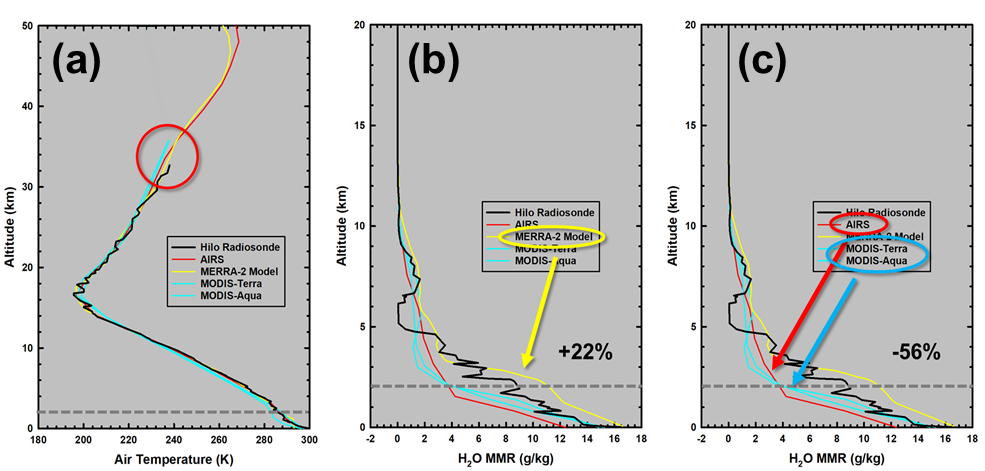 (a)
50
40
30
20
10
0
Altitude (km)
Hilo Radiosonde
AIRS
MERRA-2 Model
MODIS-Terra
MODIS-Aqua
180 200 220 240 260 280 300
Air Temperature (K)
(b)
20
15
10
5
0
Altitude (km)
Hilo Radiosonde
AIRS
MERRA-2 Model
MODIS-Terra
MODIS-Aqua
+22%
-2 0 2 4 6 8 10 12 14 16 18
H2O MMR (g/kg)
(c)
20
15
10
5
0
Altitude (km)
Hilo Radiosonde
AIRS
MERRA-2 Model
MODIS-Terra
MODIS-Aqua
-56%
-2 0 2 4 6 8 10 12 14 16 18
H2O MMR (g/kg)